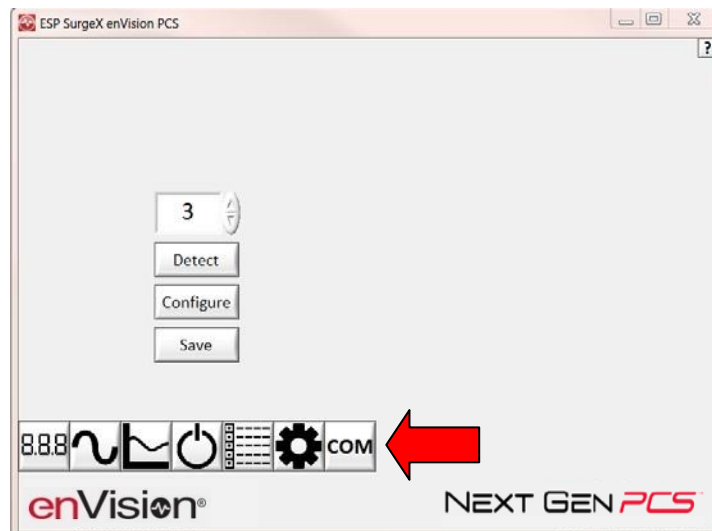 ESP SurgeX enVision PCS
?
3
Detect
Configure
Save
8.8.8 COM
enVision®
NEXT GEN PCS